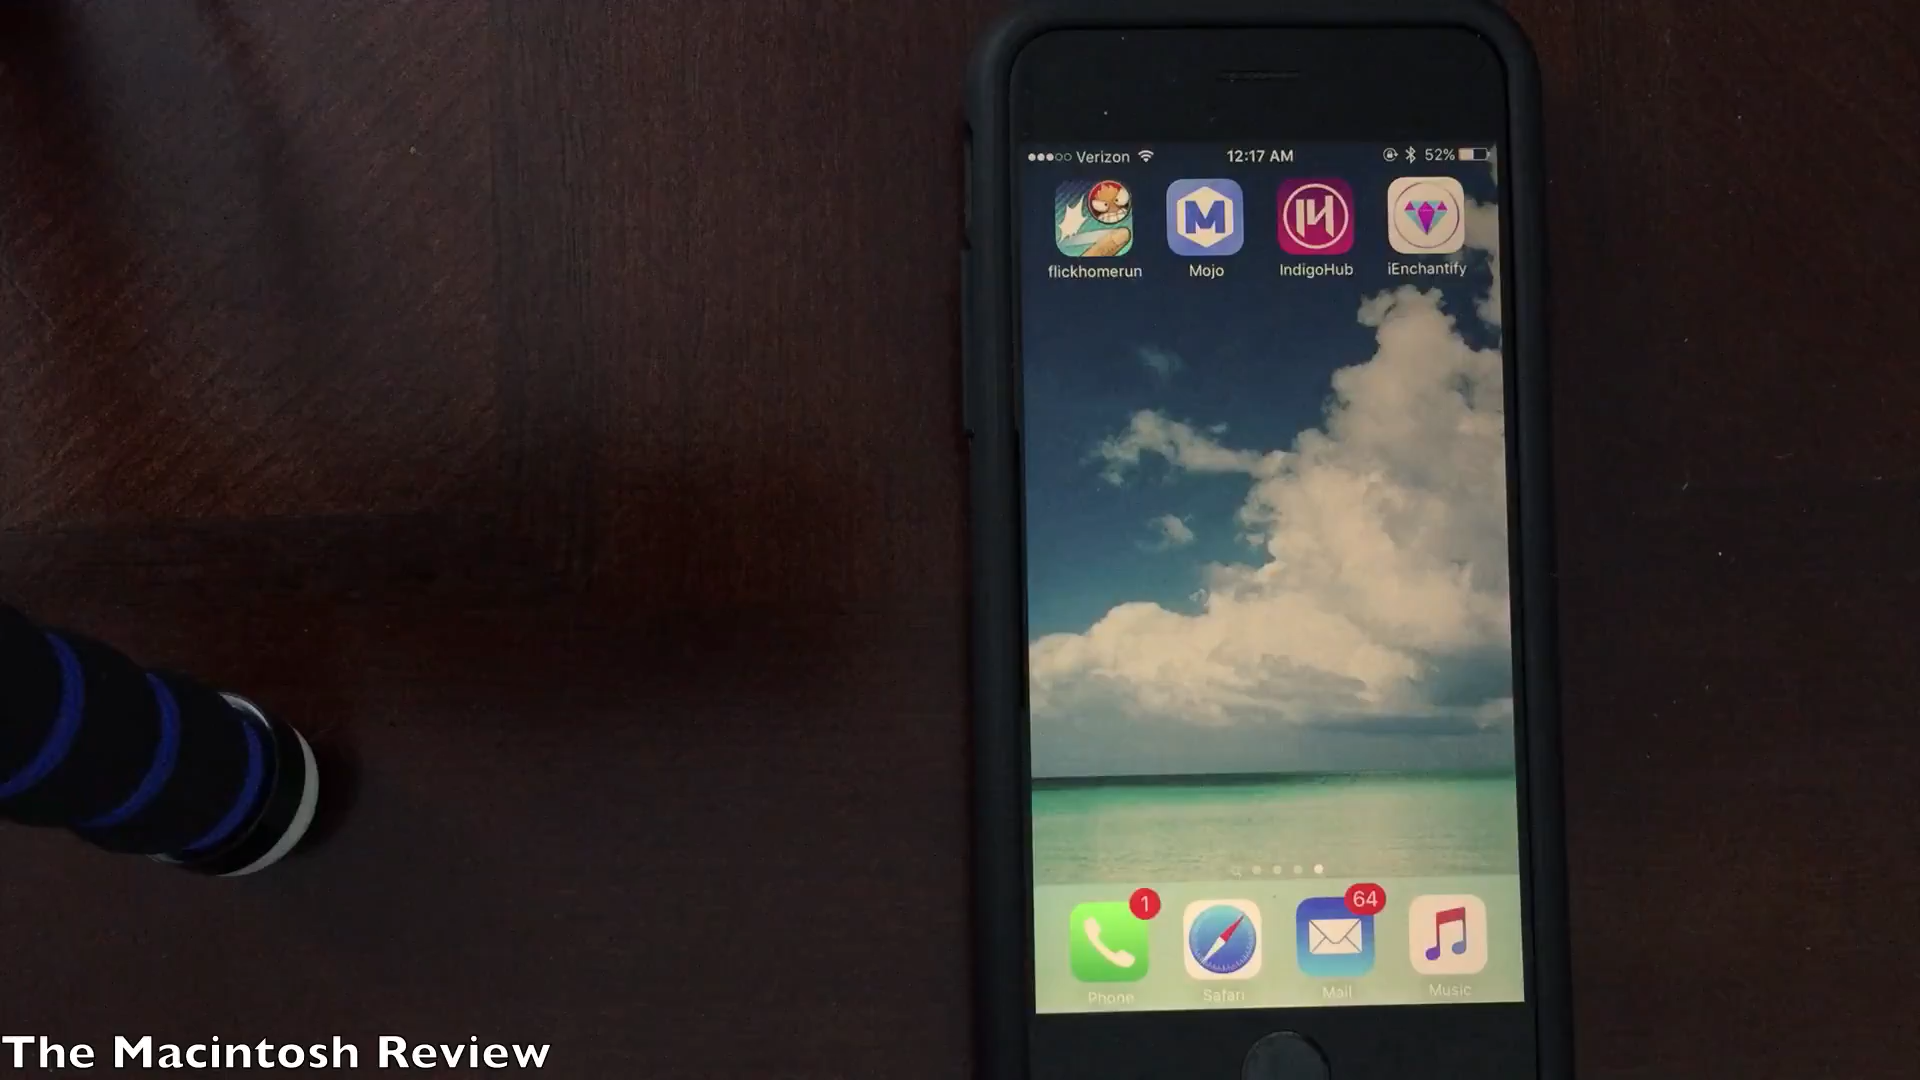 Verizon 12:17 AM 52%
flickhomerun Mojo IndigoHub iEnchantify
1 64
Phone Safari Mail Music
The Macintosh Review